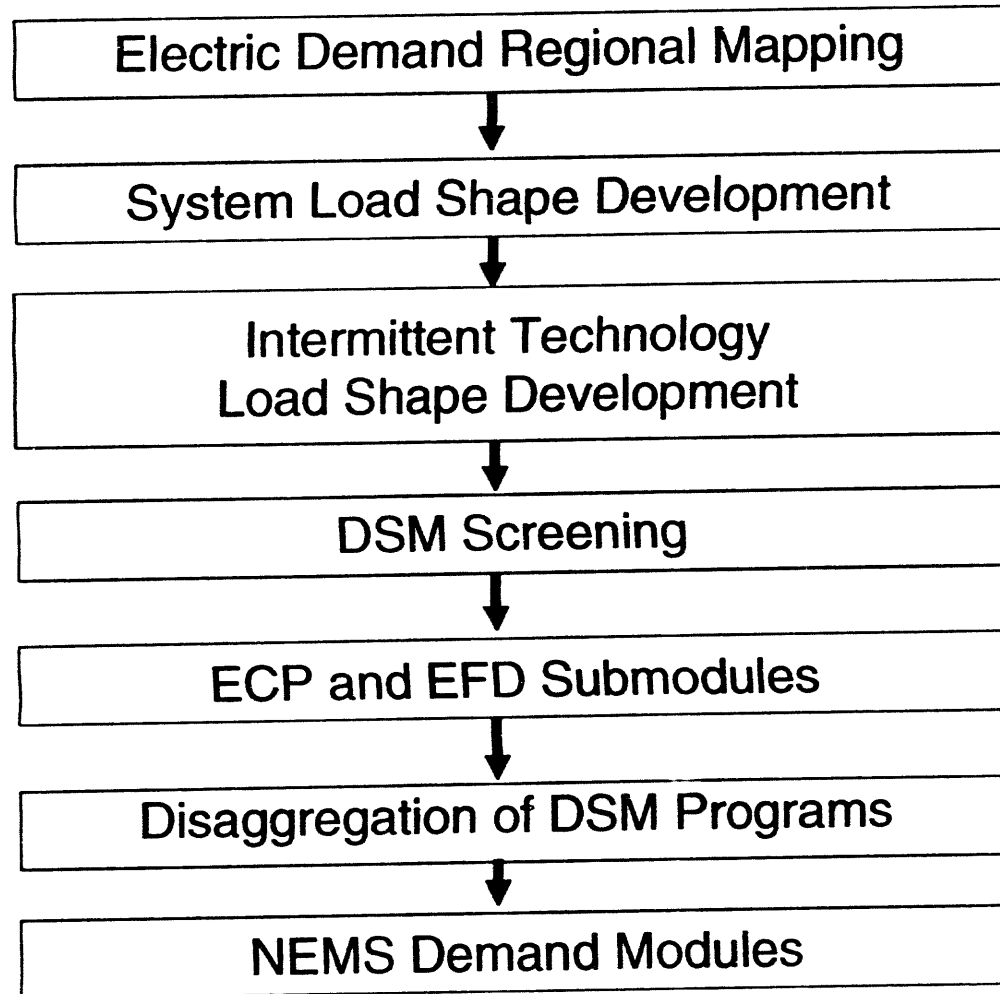 Electric Demand Regional Mapping
System Load Shape Development
Intermittent Technology
Load Shape Development
DSM Screening
ECP and EFD Submodules
Disaggregation of DSM Programs
NEMS Demand Modules